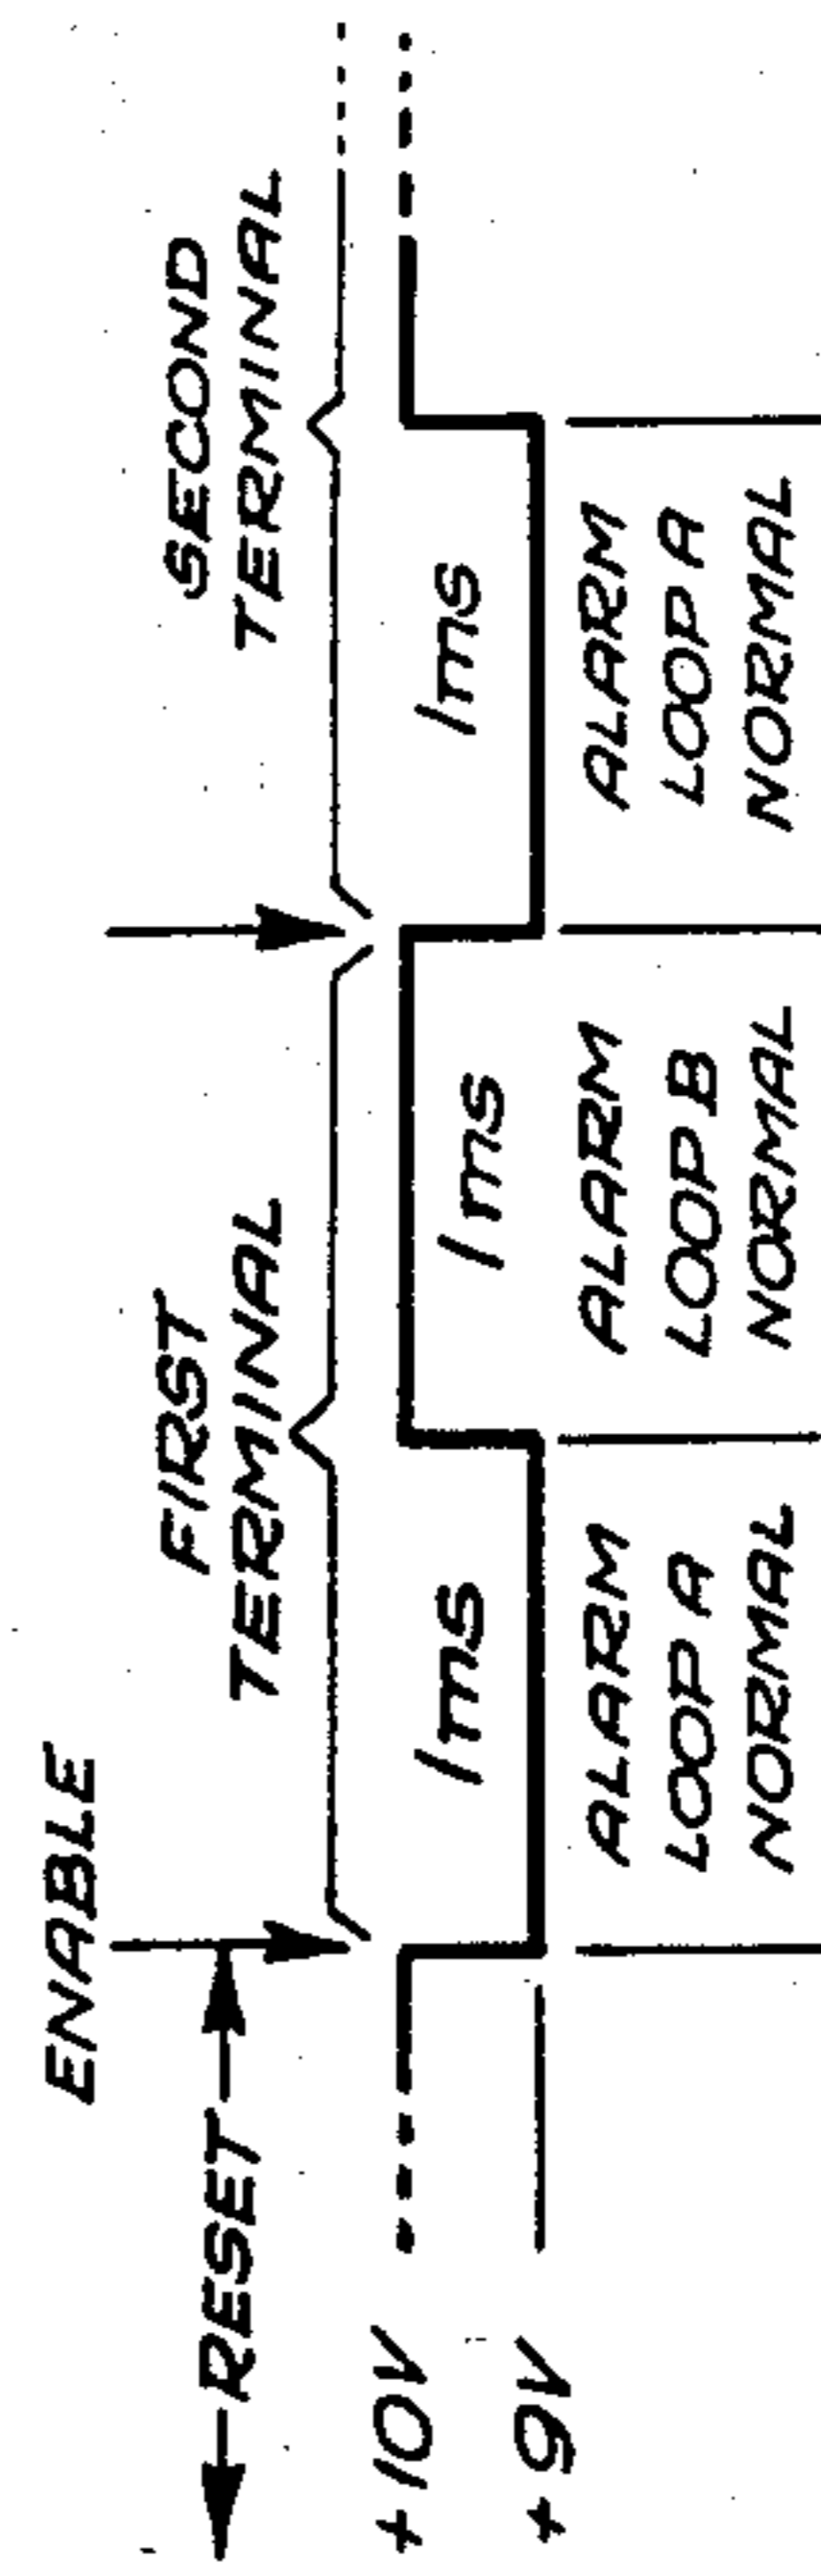 ENABLE
RESET
FIRST
TERMINAL
SECOND
TERMINAL
+10V
+9V
1ms
1ms
1ms
ALARM
LOOP A
NORMAL
ALARM
LOOP B
NORMAL
ALARM
LOOP A
NORMAL